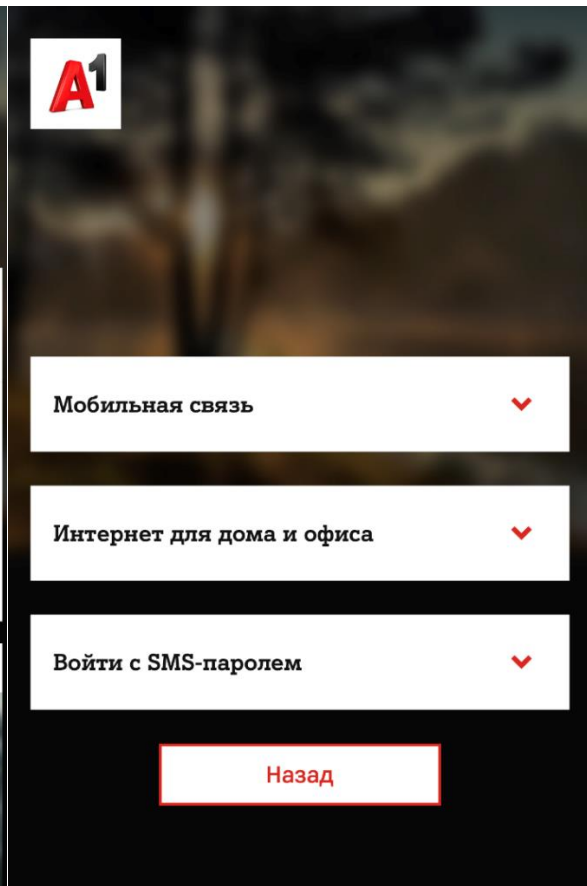 A1
Мобильная связь
Интернет для дома и офиса
Войти с SMS-паролем
Назад